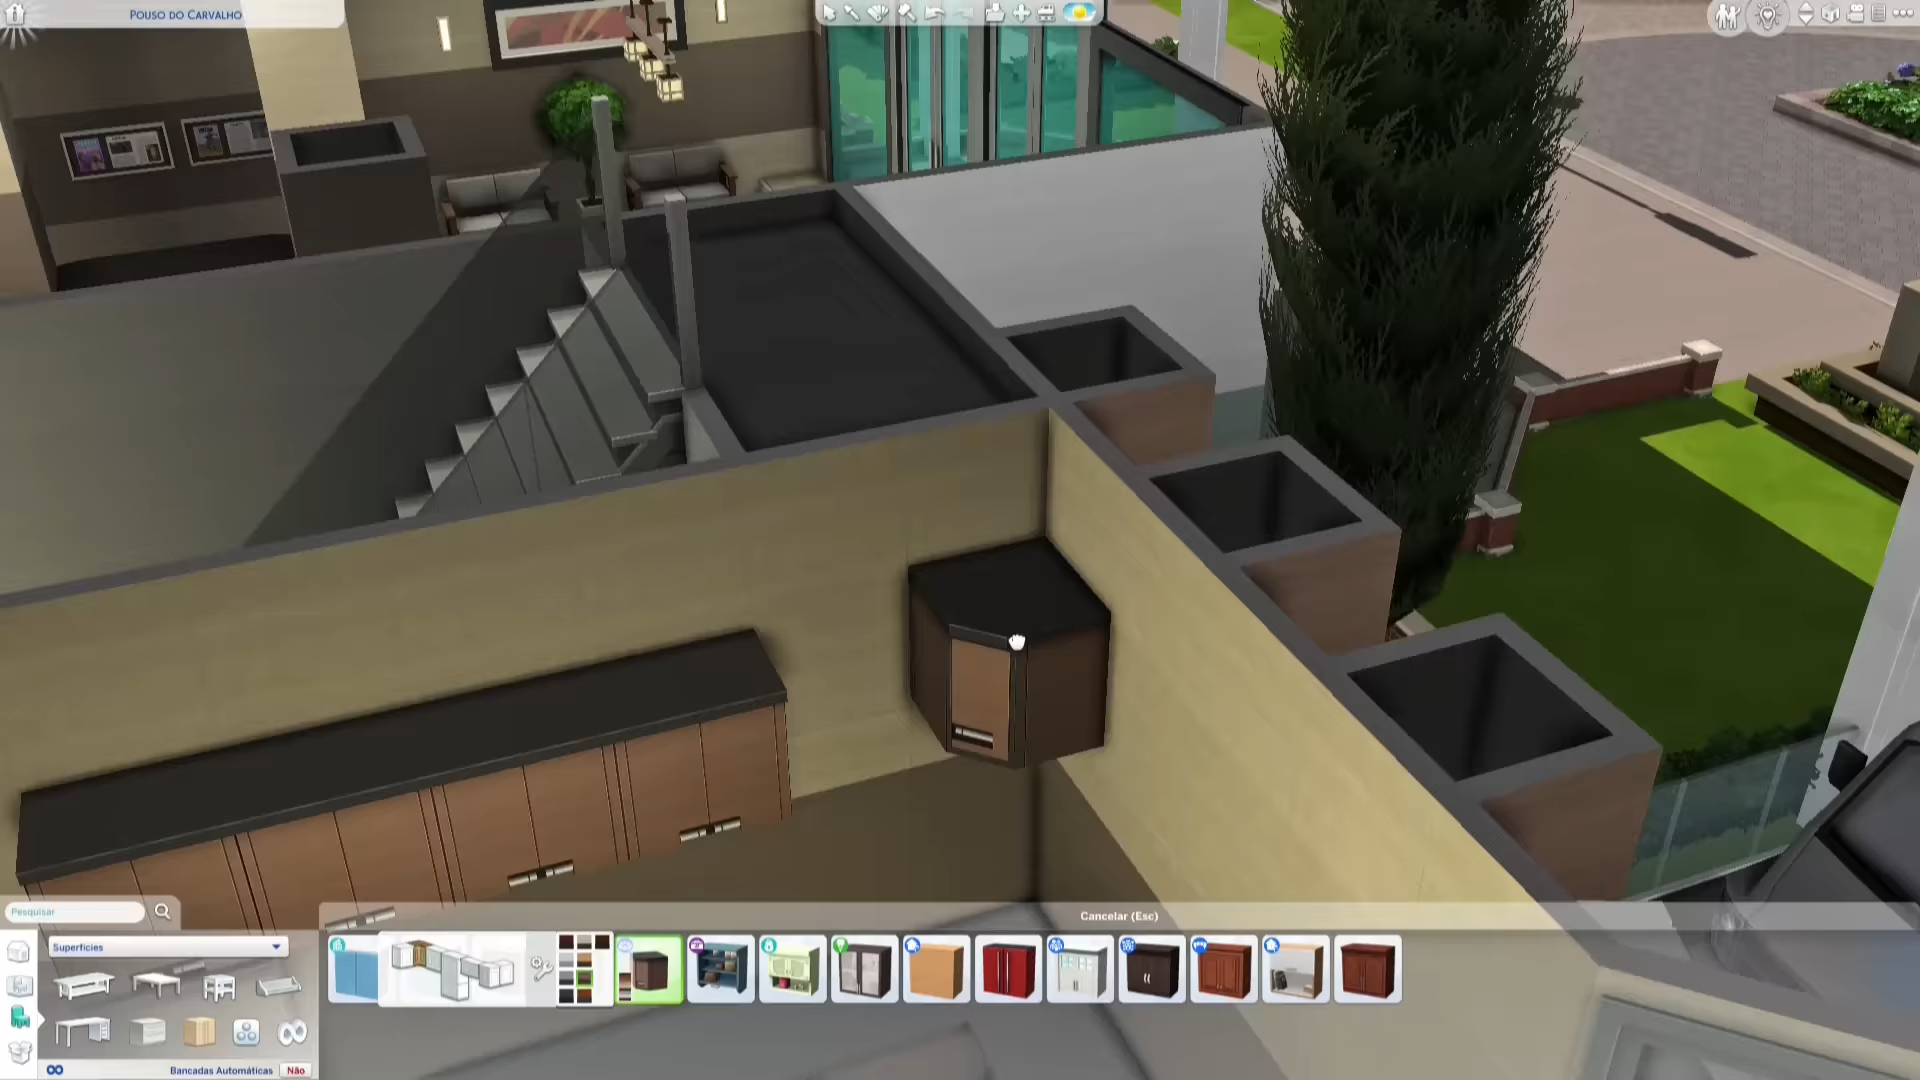 Pouso do Carvalho
Cancelar (Esc)
Pesquisar
Superfícies
Bancadas Automáticas Não